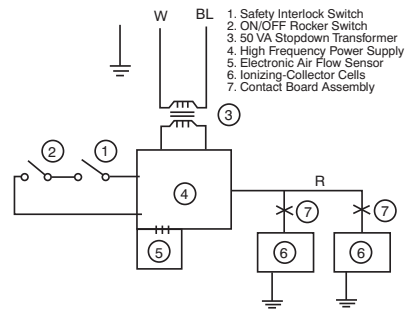 W BL
1. Safety Interlock Switch
2. ON/OFF Rocker Switch
3. 50 VA Stopdown Transformer
4. High Frequency Power Supply
5. Electronic Air Flow Sensor
6. Ionizing-Collector Cells
7. Contact Board Assembly
3
2 1
4
R
7 7
5
6 6